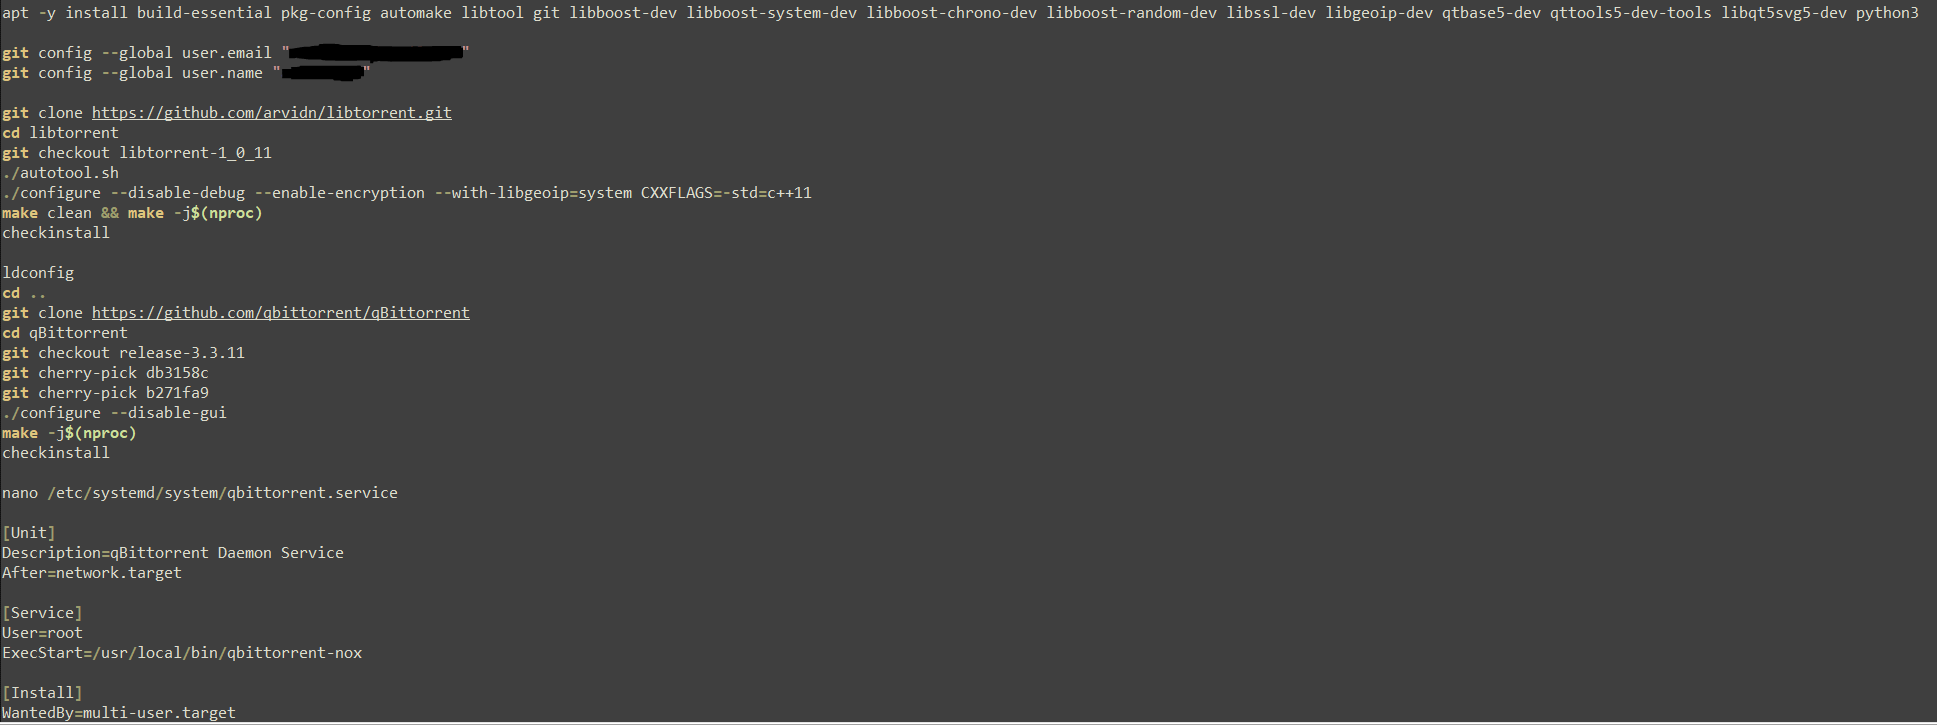 apt -y install build-essential pkg-config automake libtool git libboost-dev libboost-system-dev libboost-chrono-dev libboost-random-dev libssl-dev libgeoip-dev qtbase5-dev qttools5-dev-tools libqt5svg5-dev python3
git config --global user.email ""
git config --global user.name ""
git clone https://github.com/arvidn/libtorrent.git
cd libtorrent
git checkout libtorrent-1_0_11
./autotool.sh
./configure --disable-debug --enable-encryption --with-libgeoip=system CXXFLAGS=-std=c++11
make clean && make -j$(nproc)
checkinstall
ldconfig
cd ..
git clone https://github.com/qbittorrent/qBittorrent
cd qBittorrent
git checkout release-3.3.11
git cherry-pick db3158c
git cherry-pick b271fa9
./configure --disable-gui
make -j$(nproc)
checkinstall
nano /etc/systemd/system/qbittorrent.service
[Unit]
Description=qBittorrent Daemon Service
After=network.target
[Service]
User=root
ExecStart=/usr/local/bin/qbittorrent-nox
[Install]
WantedBy=multi-user.target